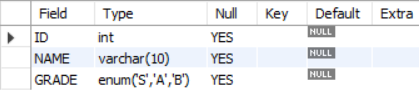 Field Type Null Key Default Extra
ID int YES NULL
NAME varchar(10) YES NULL
GRADE enum('S','A','B') YES NULL